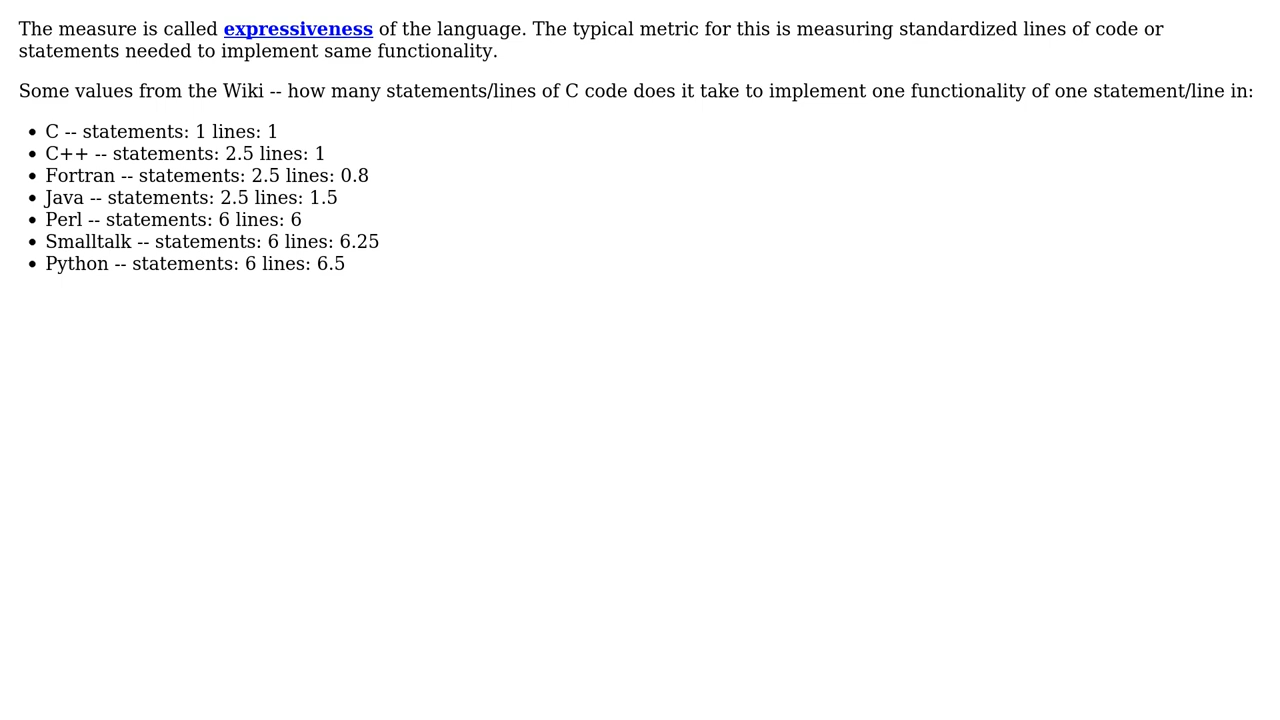 The measure is called expressiveness of the language. The typical metric for this is measuring standardized lines of code or
statements needed to implement same functionality.
Some values from the Wiki -- how many statements/lines of C code does it take to implement one functionality of one statement/line in:
• C -- statements: 1 lines: 1
• C++ -- statements: 2.5 lines: 1
• Fortran -- statements: 2.5 lines: 0.8
• Java -- statements: 2.5 lines: 1.5
• Perl -- statements: 6 lines: 6
• Smalltalk -- statements: 6 lines: 6.25
• Python -- statements: 6 lines: 6.5